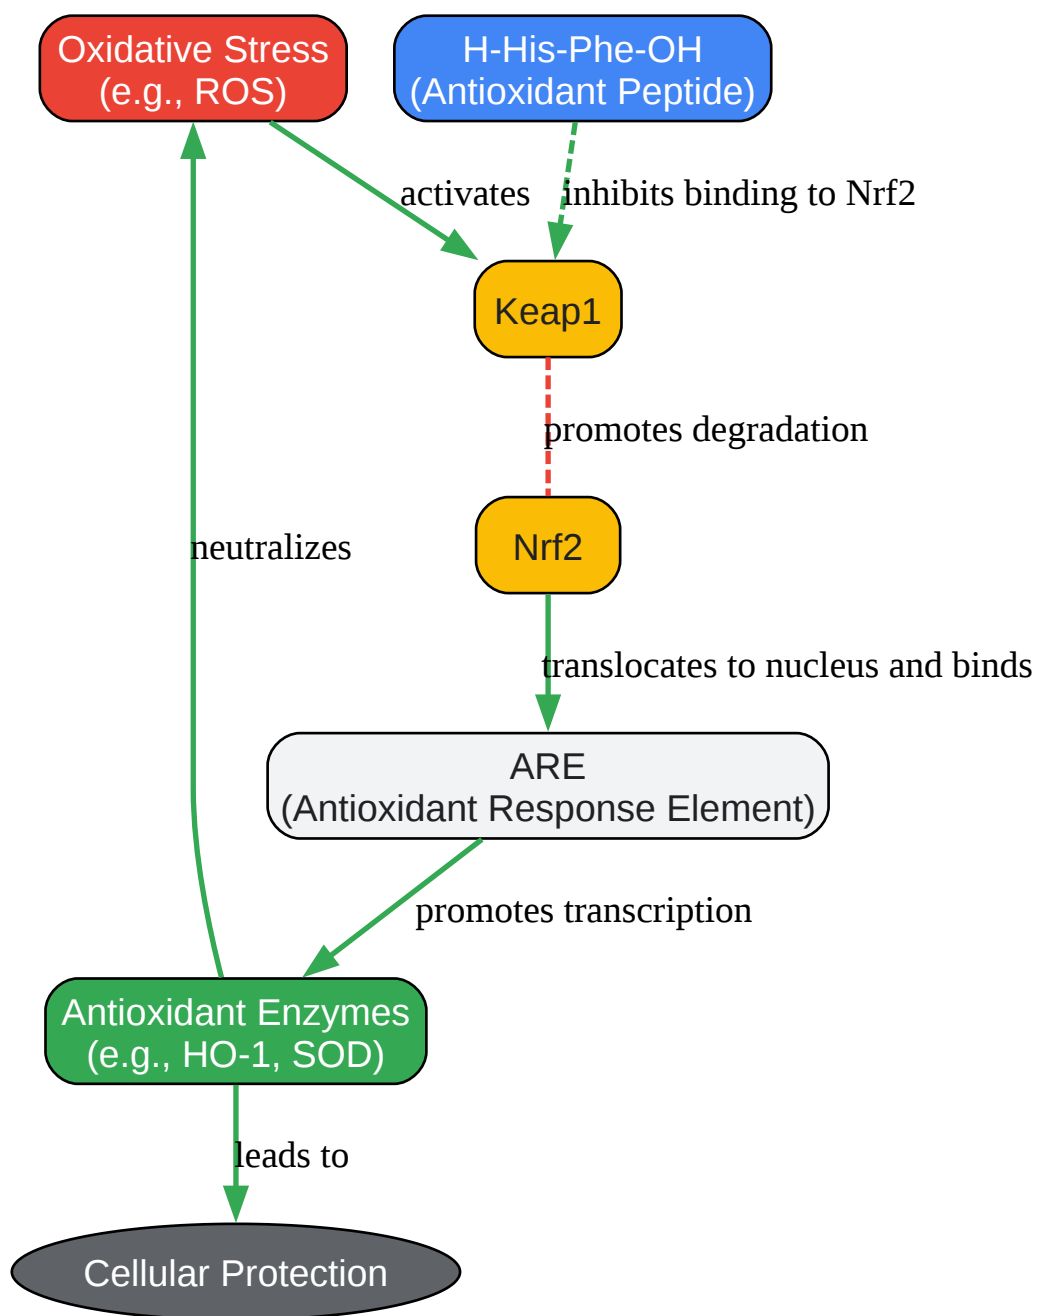 Oxidative Stress
(e.g., ROS)
H-His-Phe-OH
(Antioxidant Peptide)
activates
inhibits binding to Nrf2
Keap1
promotes degradation
Nrf2
neutralizes
translocates to nucleus and binds
ARE
(Antioxidant Response Element)
promotes transcription
Antioxidant Enzymes
(e.g., HO-1, SOD)
leads to
Cellular Protection